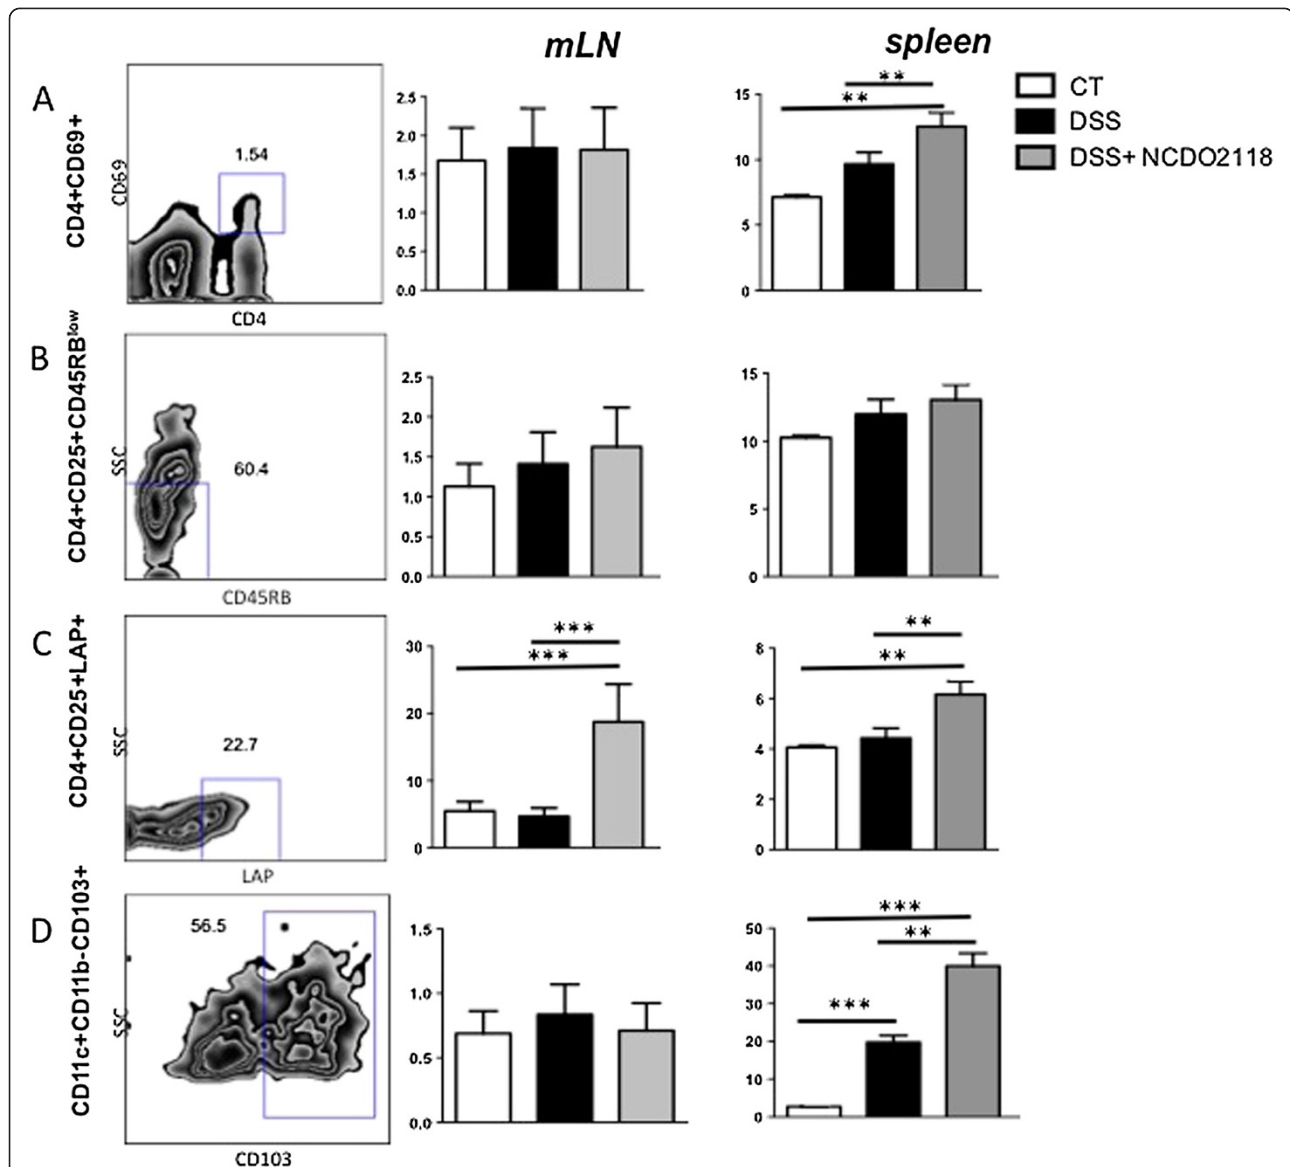 mLN
spleen
CT
DSS
DSS+ NCDO2118
A
CD4+CD69+
CD69
1.54
CD4
2.5
2.0
1.5
1.0
0.5
0.0
15
10
5
0
**
**
B
CD4+CD25+CD45RBlow
SSC
60.4
CD45RB
2.5
2.0
1.5
1.0
0.5
0.0
15
10
5
0
C
CD4+CD25+LAP+
SSC
22.7
LAP
30
20
10
0
***
***
8
6
4
2
0
**
**
D
CD11c+CD11b-CD103+
SSC
56.5
CD103
1.5
1.0
0.5
0.0
50
40
30
20
10
0
***
**
***